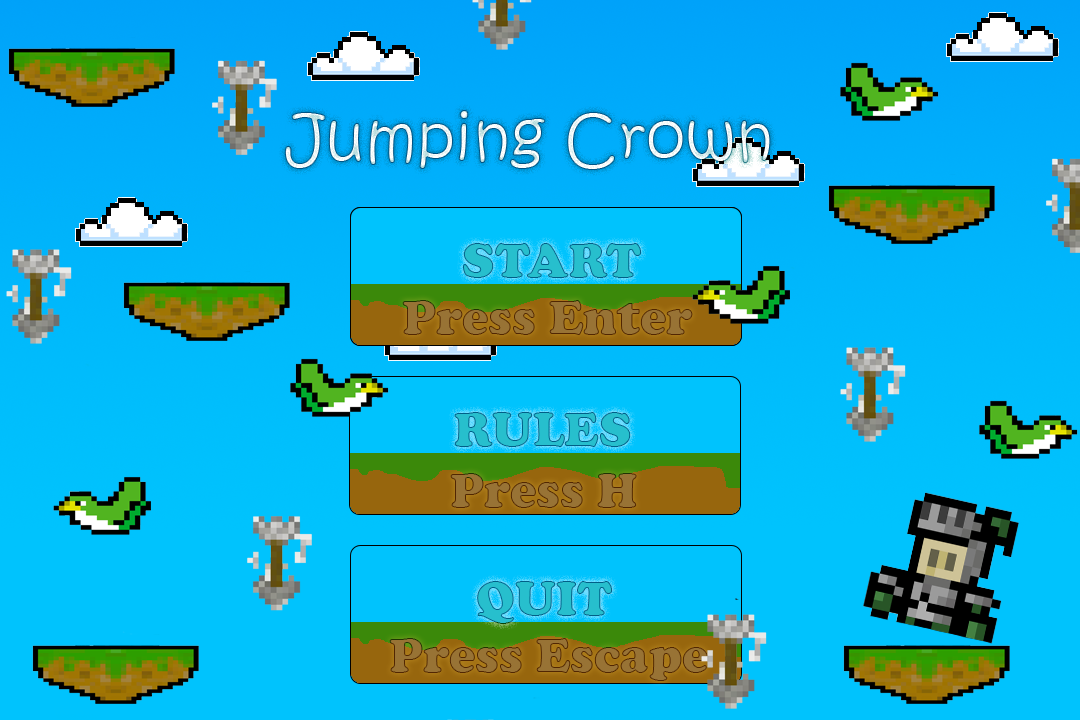 Jumping Crown
START
Press Enter
RULES
Press H
QUIT
Press Escape